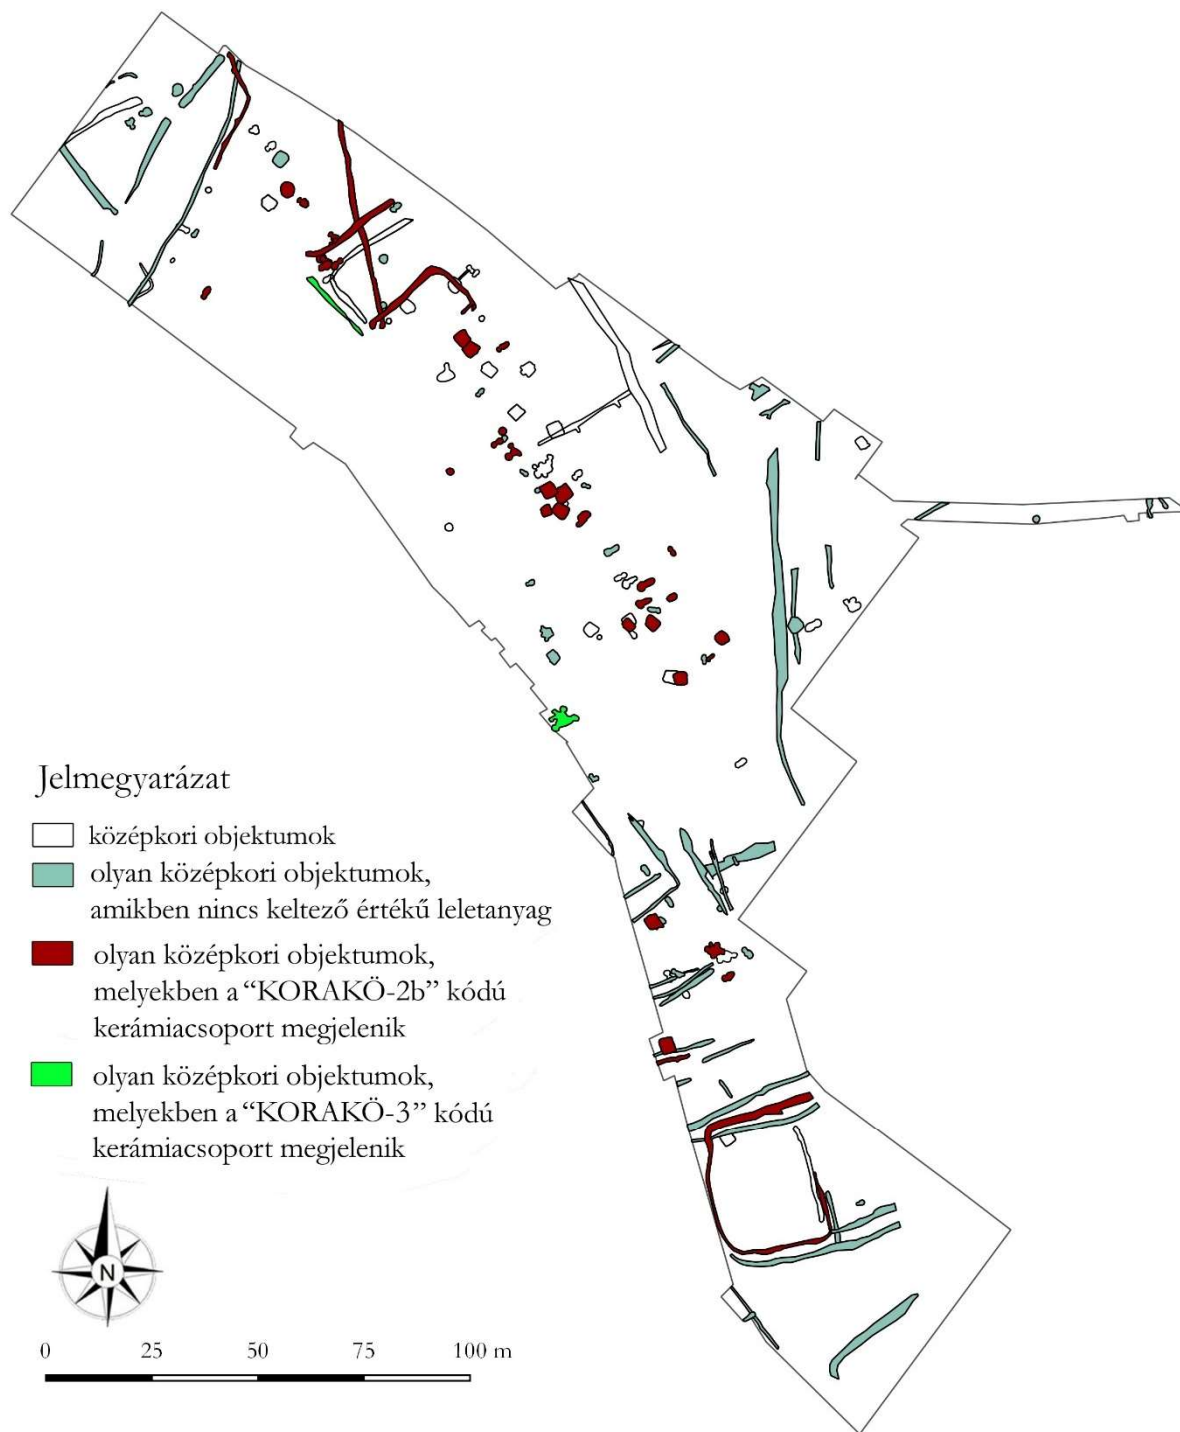 Jelmegyarázat
középkori objektumok
olyan középkori objektumok,
amikben nincs keltező értékű leletanyag
olyan középkori objektumok,
melyekben a “KORAKÖ-2b” kódú
kerámiacsoport megjelenik
olyan középkori objektumok,
melyekben a “KORAKÖ-3” kódú
kerámiacsoport megjelenik
N
0 25 50 75 100 m